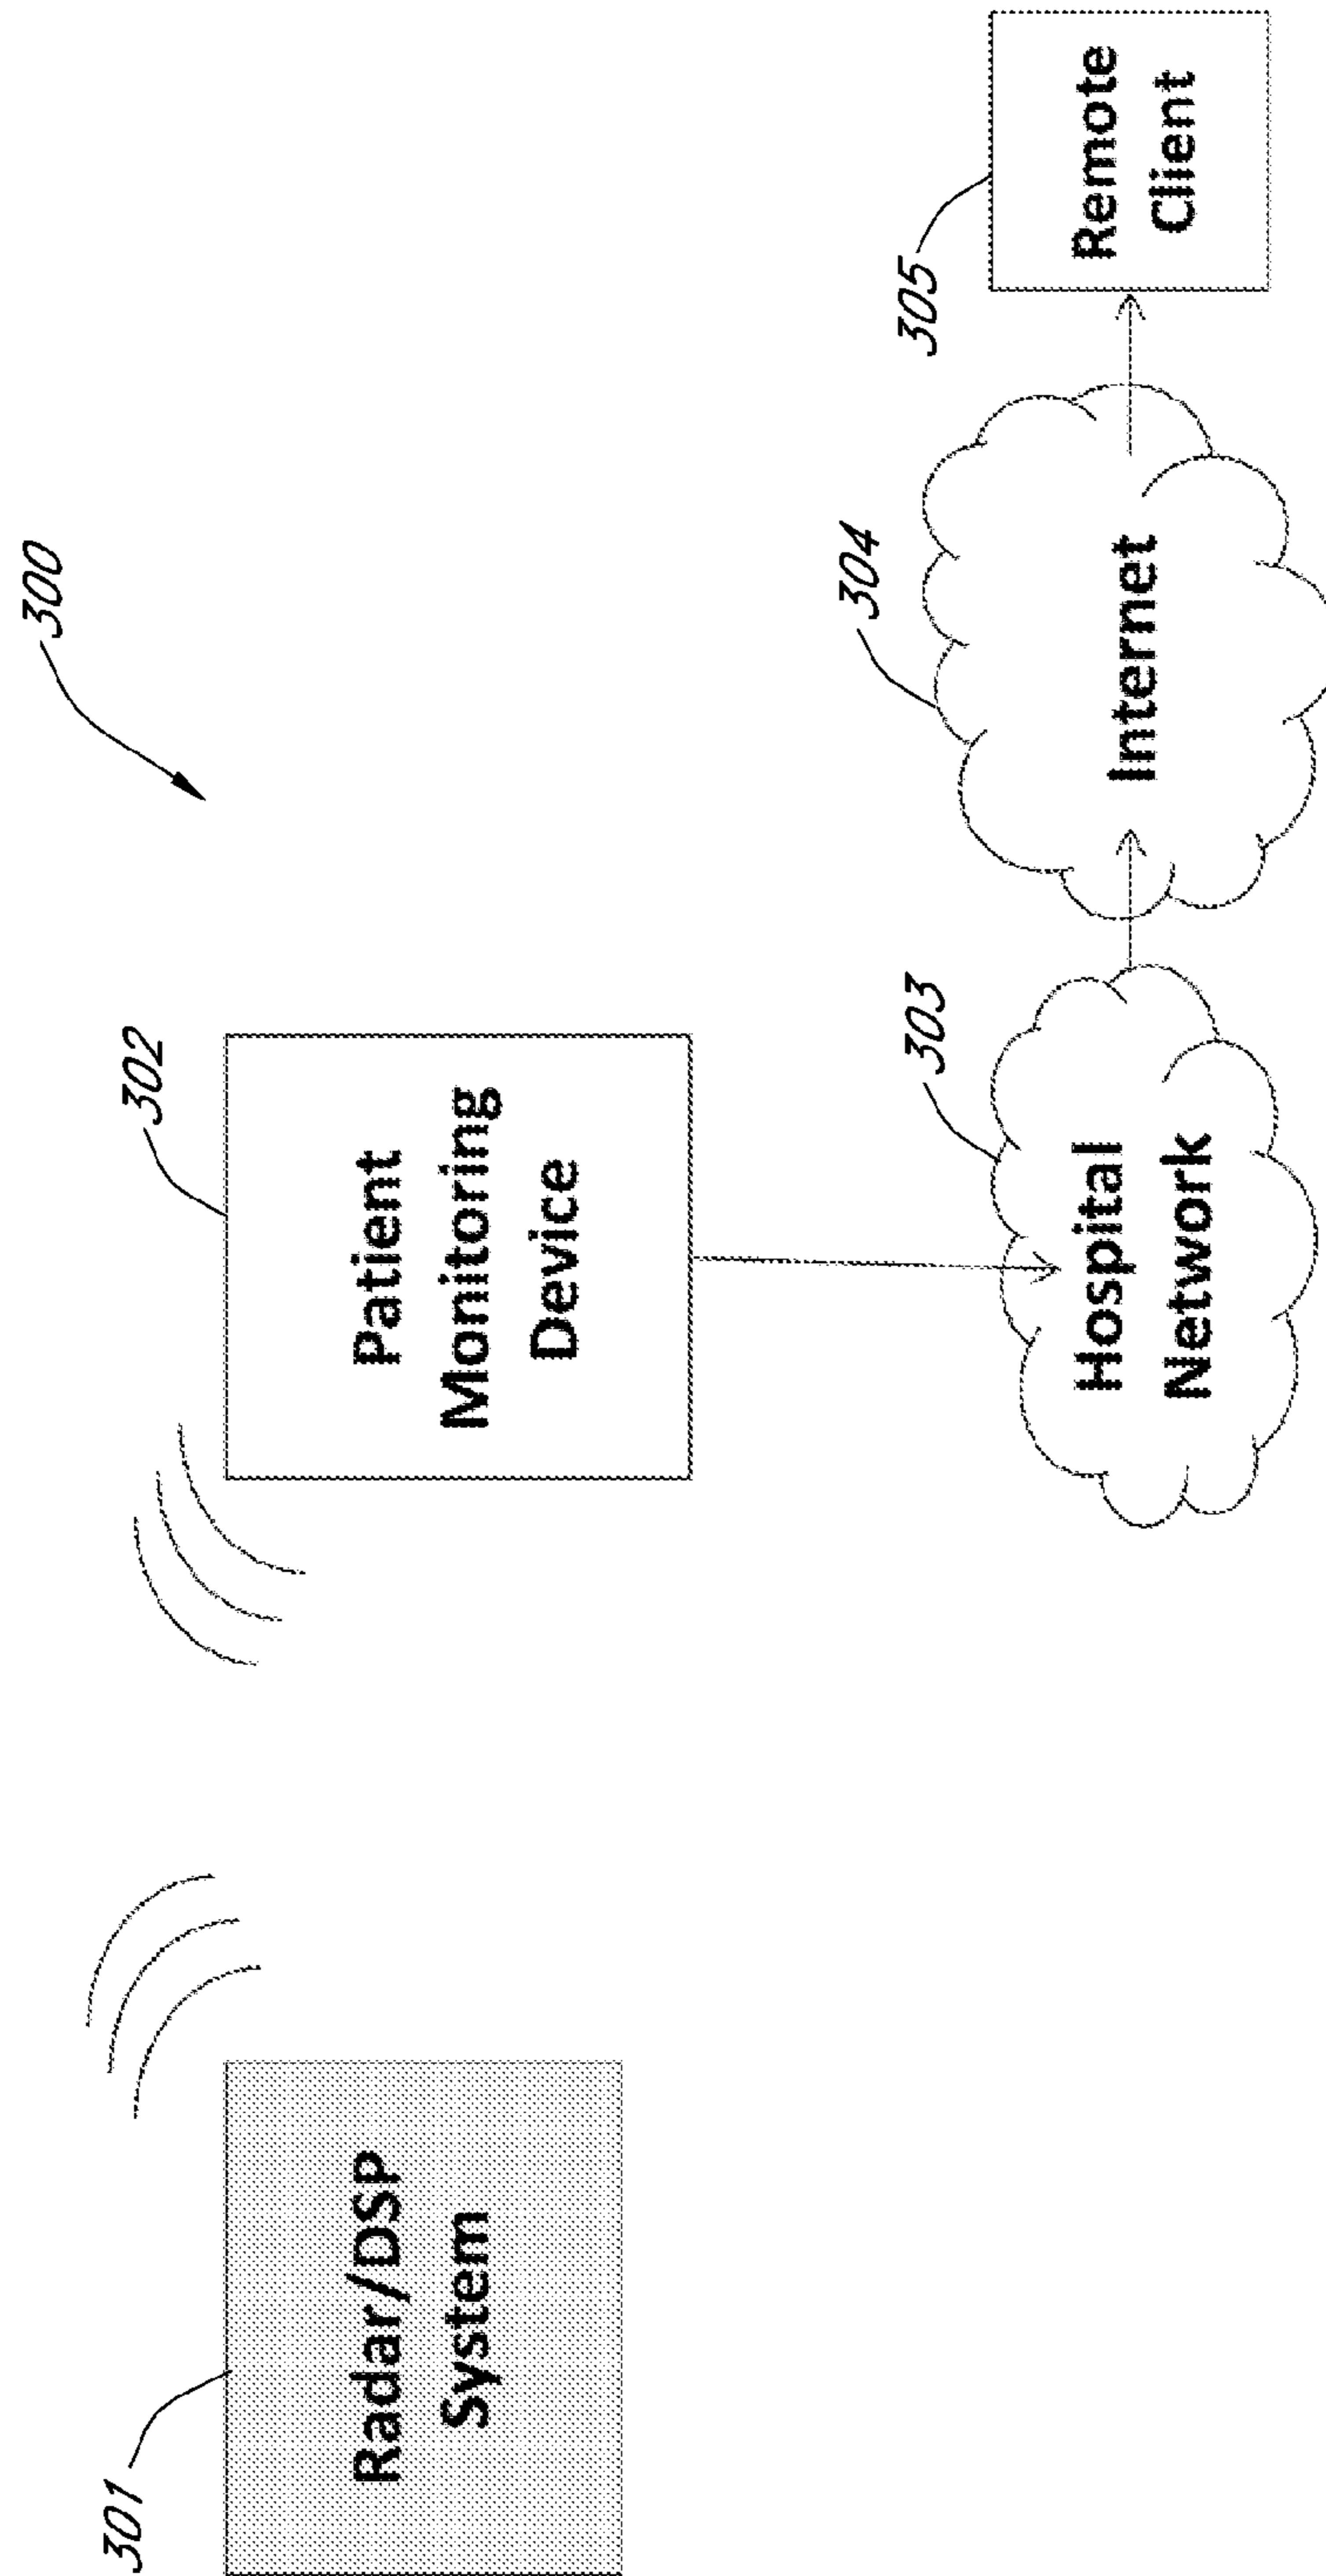 300
301
Radar/DSP
System
302
Patient
Monitoring
Device
303
Hospital
Network
304
Internet
305
Remote
Client